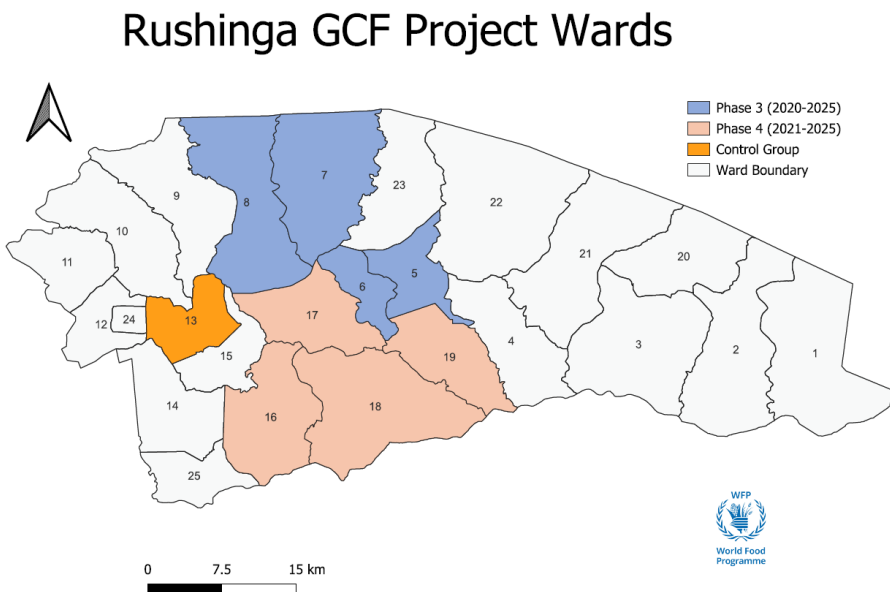 Rushinga GCF Project Wards
Phase 3 (2020-2025)
Phase 4 (2021-2025)
Control Group
Ward Boundary
9
8
7
23
22
10
11
21
20
5
6
12
24
13
17
15
19
4
3
2
1
14
16
18
25
WFP
World Food
Programme
0 7.5 15 km